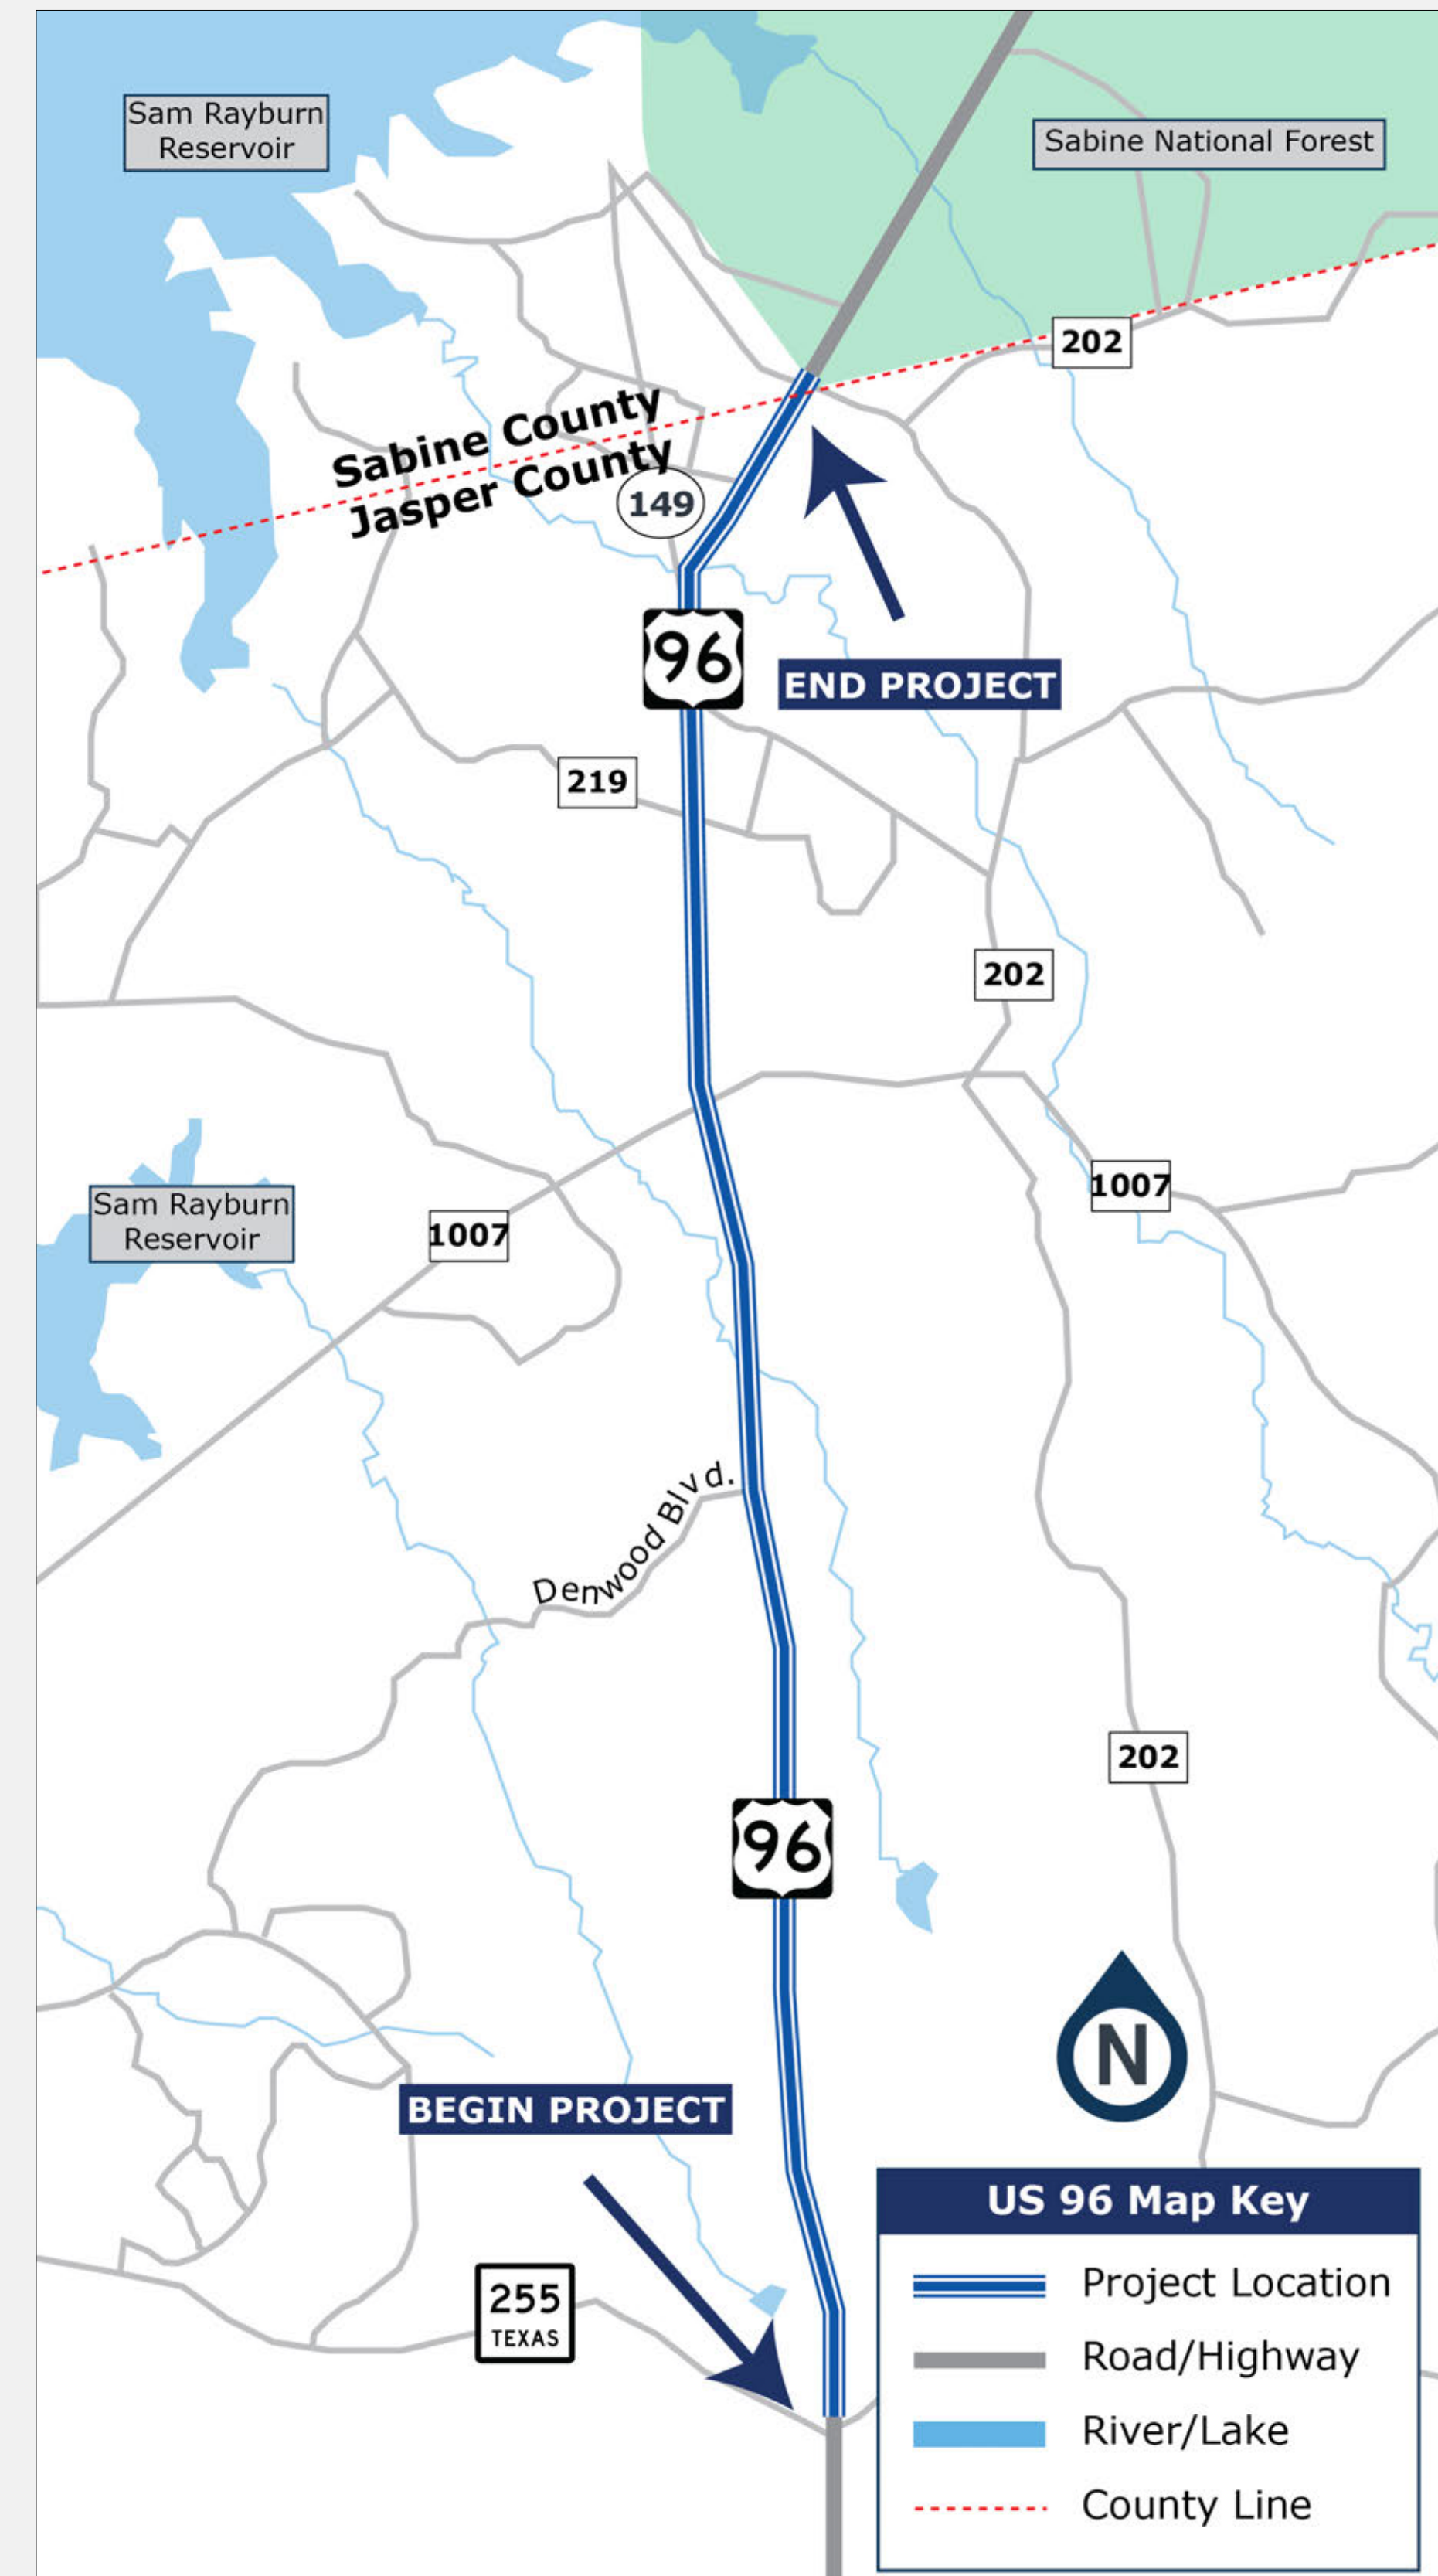 Sam Rayburn
Reservoir
Sabine National Forest
202
Sabine County
Jasper County
149
96
END PROJECT
219
202
1007
Sam Rayburn
Reservoir
1007
Denwood Blvd.
202
96
N
BEGIN PROJECT
US 96 Map Key
255
TEXAS
Project Location
Road/Highway
River/Lake
County Line